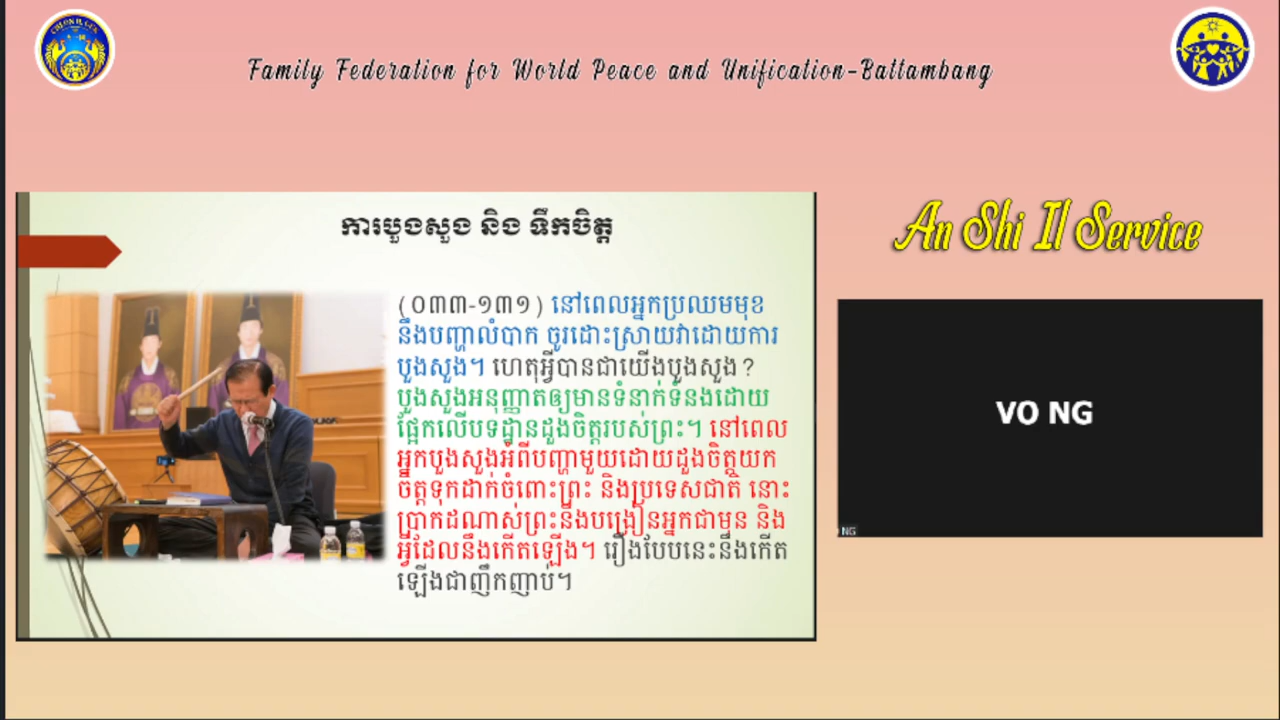 Family Federation for World Peace and Unification-Battambang
An Shi Il Service
ការបួងសួង និង ទឹកចិត្ត
(០៣៣-១៣១) នៅពេលអ្នកប្រឈមមុខ
នឹងបញ្ហាលំបាក ចូរដោះស្រាយវាដោយការ
បួងសួង។ ហេតុអ្វីបានជាយើងបួងសួង?
បួងសួងអនុញ្ញាតឲ្យមានទំនាក់ទំនងដោយ
ផ្អែកលើបទដ្ឋានដួងចិត្តរបស់ព្រះ។ នៅពេល
អ្នកបួងសួងអំពីបញ្ហាមួយដោយដួងចិត្តយក
ចិត្តទុកដាក់ចំពោះព្រះ និងប្រទេសជាតិ នោះ
ប្រាកដណាស់ព្រះនឹងបង្រៀនអ្នកជាមុន និង
អ្វីដែលនឹងកើតឡើង។ រឿងបែបនេះនឹងកើត
ឡើងជាញឹកញាប់។
VO NG
NG